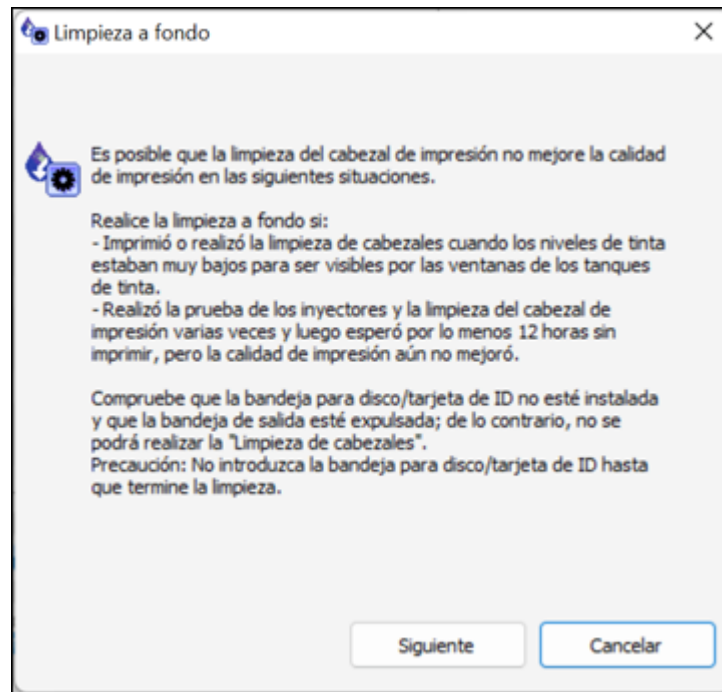 Limpieza a fondo
Es posible que la limpieza del cabezal de impresión no mejore la calidad
de impresión en las siguientes situaciones.
Realice la limpieza a fondo si:
- Imprimió o realizó la limpieza de cabezales cuando los niveles de tinta
estaban muy bajos para ser visibles por las ventanas de los tanques
de tinta.
- Realizó la prueba de los inyectores y la limpieza del cabezal de
impresión varias veces y luego esperó por lo menos 12 horas sin
imprimir, pero la calidad de impresión aún no mejoró.
Compruebe que la bandeja para disco/tarjeta de ID no esté instalada
y que la bandeja de salida esté expulsada; de lo contrario, no se
podrá realizar la "Limpieza de cabezales".
Precaución: No introduzca la bandeja para disco/tarjeta de ID hasta
que termine la limpieza.
Siguiente
Cancelar